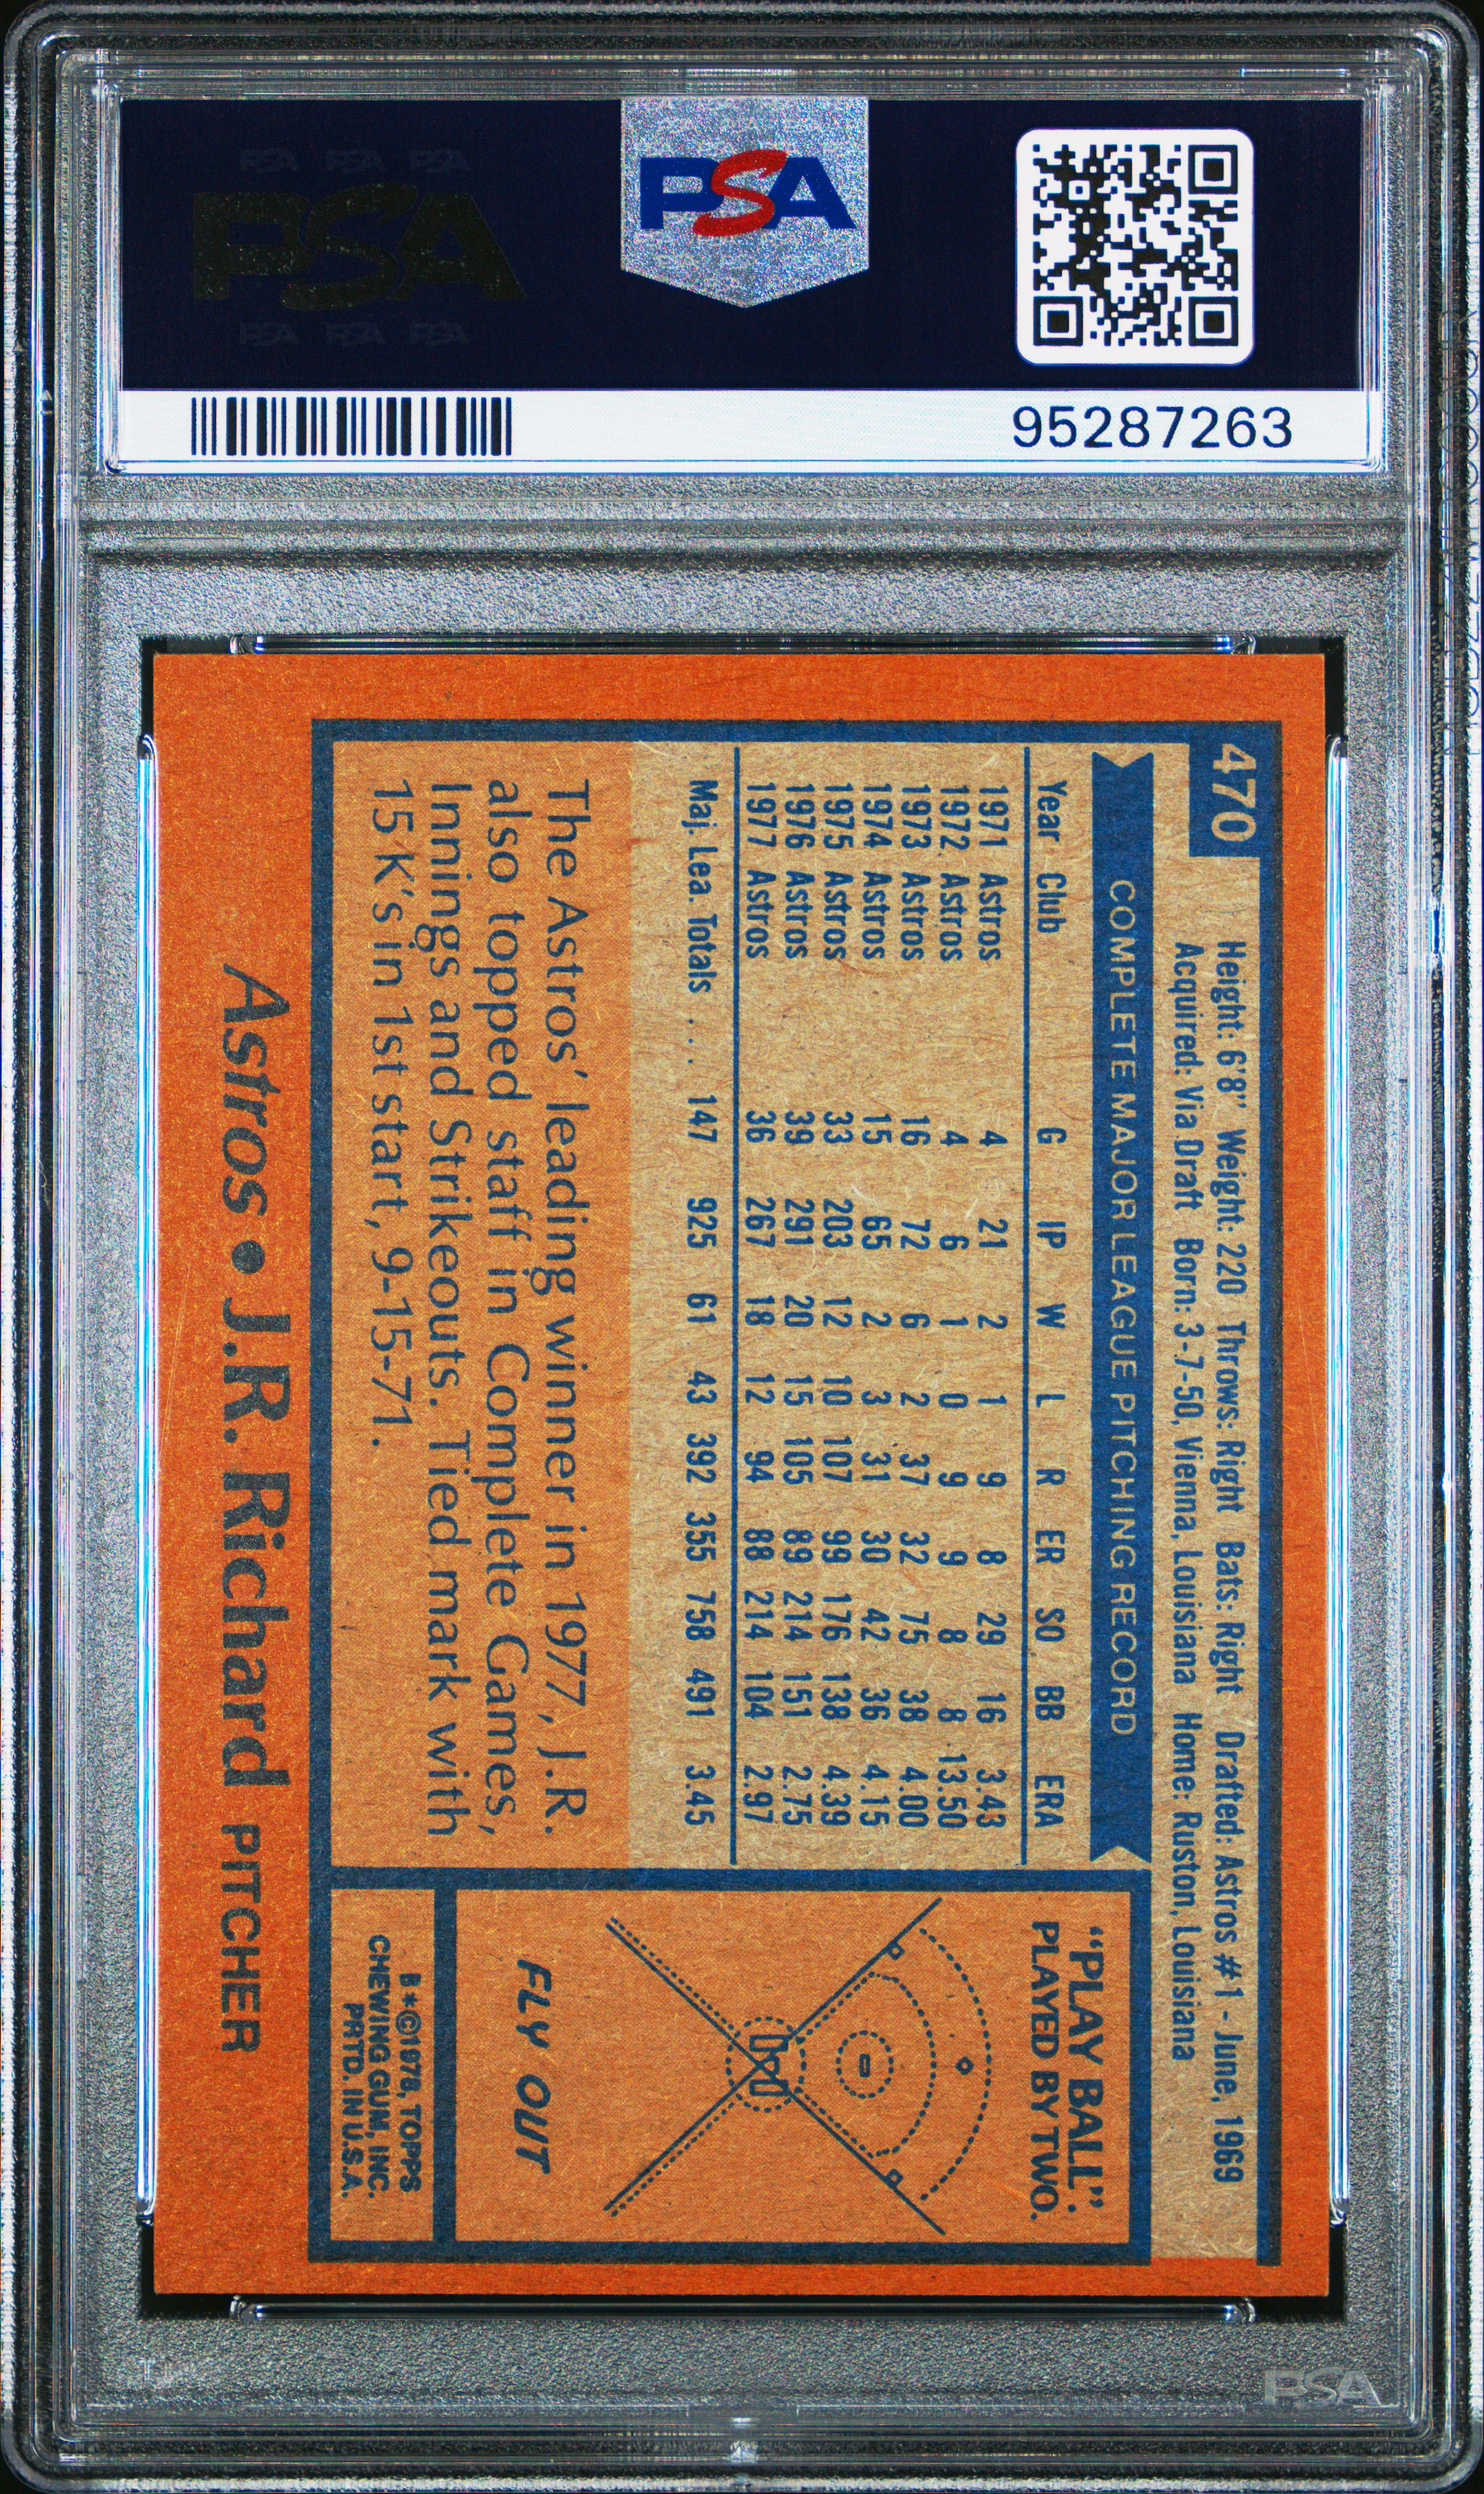 PSA PSA PSA
PSA
PSA PSA PSA
PSA
95287263
470
Height: 6'8" Weight: 220 Throws: Right Bats: Right Drafted: Astros #1 - June, 1969
Acquired: Via Draft Born: 3-7-50, Vienna, Louisiana Home: Ruston, Louisiana
COMPLETE MAJOR LEAGUE PITCHING RECORD
Year Club G IP W L R ER SO BB ERA
1971 Astros 4 21 2 1 9 8 29 16 3.43
1972 Astros 4 6 1 0 9 9 8 8 13.50
1973 Astros 16 72 6 2 37 32 75 38 4.00
1974 Astros 15 65 2 3 31 30 42 36 4.15
1975 Astros 33 203 12 10 107 99 176 138 4.39
1976 Astros 39 291 20 15 105 89 214 151 2.75
1977 Astros 36 267 18 12 94 88 214 104 2.97
Maj. Lea. Totals . . . 147 925 61 43 392 355 758 491 3.45
The Astros' leading winner in 1977, J.R.
also topped staff in Complete Games,
Innings and Strikeouts. Tied mark with
15 K's in 1st start, 9-15-71.
"PLAY BALL":
PLAYED BY TWO.
FLY OUT
B*©1978, TOPPS
CHEWING GUM, INC.
PRTD. IN U.S.A.
Astros • J.R. Richard PITCHER
PSA